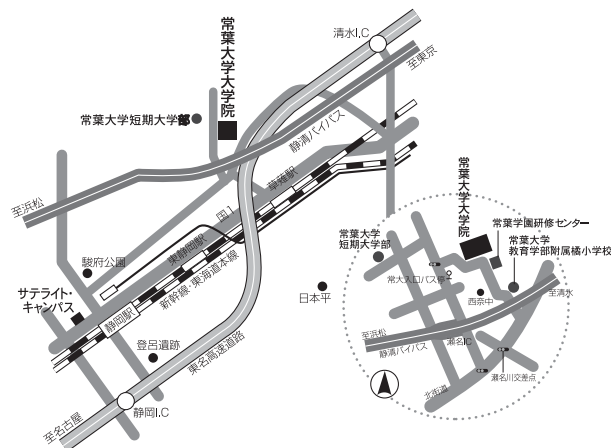 清水I.C
常葉大学大学院
至東京
常葉大学短期大学部
静清バイパス
草薙駅
国1
至浜松
東静岡駅
駿府公園
新幹線・東海道本線
サテライト・
キャンパス
静岡駅
登呂遺跡
東名高速道路
日本平
至名古屋
静岡I.C
常葉大学大学院
常葉学園研修センター
常葉大学
短期大学部
常葉大学
教育学部附属橘小学校
常大入口バス停
西奈中
至清水
至浜松
静清バイパス
瀬名IC
瀬名川交差点
北街道